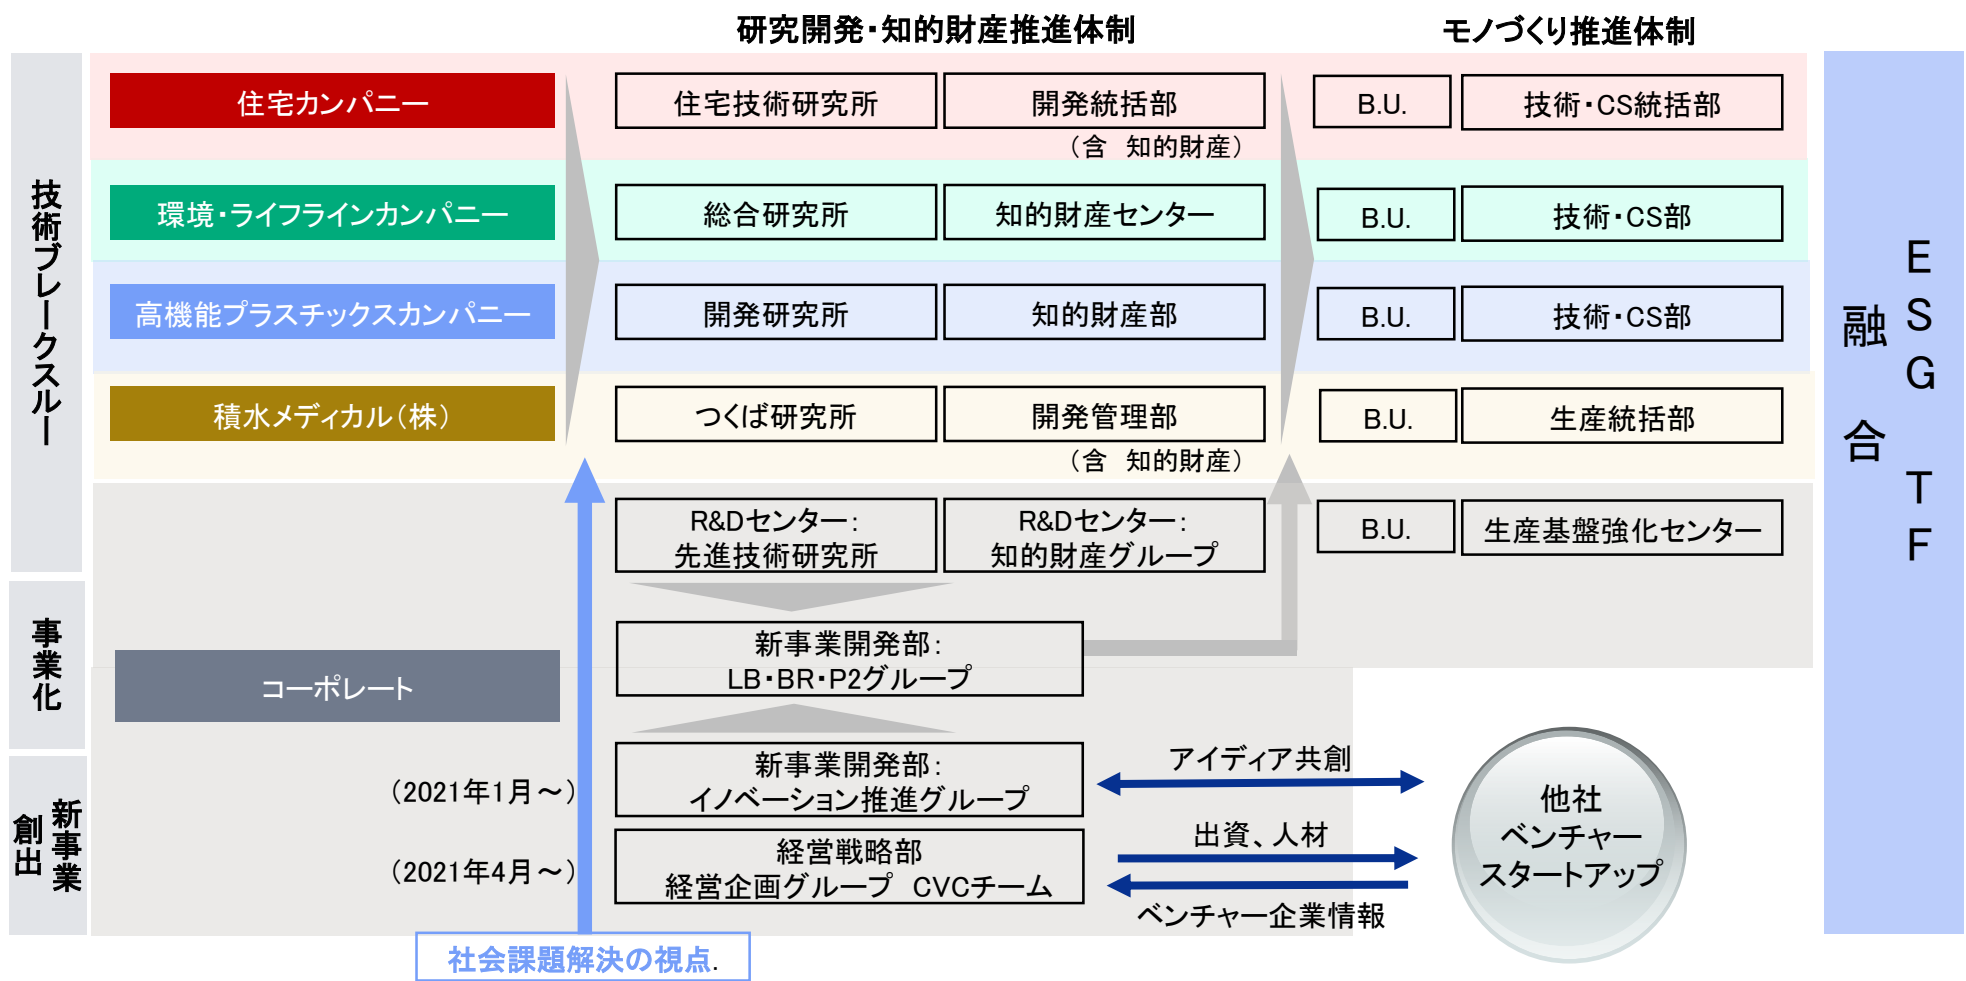 研究開発・知的財産推進体制
モノづくり推進体制
技術ブレークスルー
住宅カンパニー
住宅技術研究所
開発統括部
（含　知的財産）
B.U.
技術・CS統括部
環境・ライフラインカンパニー
総合研究所
知的財産センター
B.U.
技術・CS部
高機能プラスチックスカンパニー
開発研究所
知的財産部
B.U.
技術・CS部
積水メディカル（株）
つくば研究所
開発管理部
（含　知的財産）
B.U.
生産統括部
R&Dセンター：
先進技術研究所
R&Dセンター：
知的財産グループ
B.U.
生産基盤強化センター
事業化
コーポレート
新事業開発部：
LB・BR・P2グループ
新事業
創出
（2021年1月～）
新事業開発部：
イノベーション推進グループ
アイディア共創
（2021年4月～）
経営戦略部
経営企画グループ　CVCチーム
出資、人材
ベンチャー企業情報
他社
ベンチャー
スタートアップ
社会課題解決の視点.
ESG TF
融合